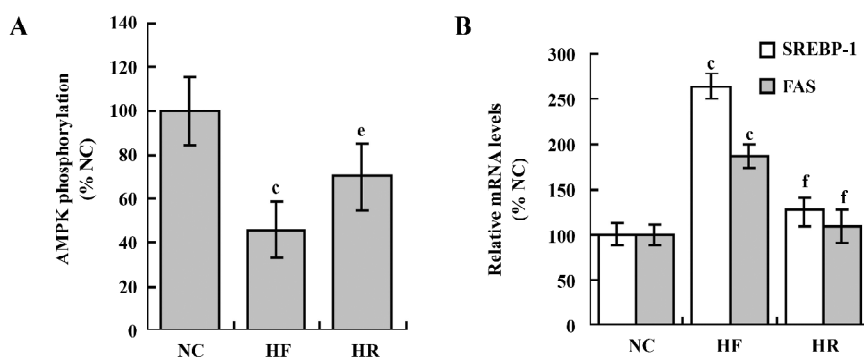 A
AMPK phosphorylation
(% NC)
140
120
100
80
60
40
20
0
c
e
NC HF HR
B
Relative mRNA levels
(% NC)
300
250
200
150
100
50
0
SREBP-1
FAS
c
c
f
f
NC HF HR